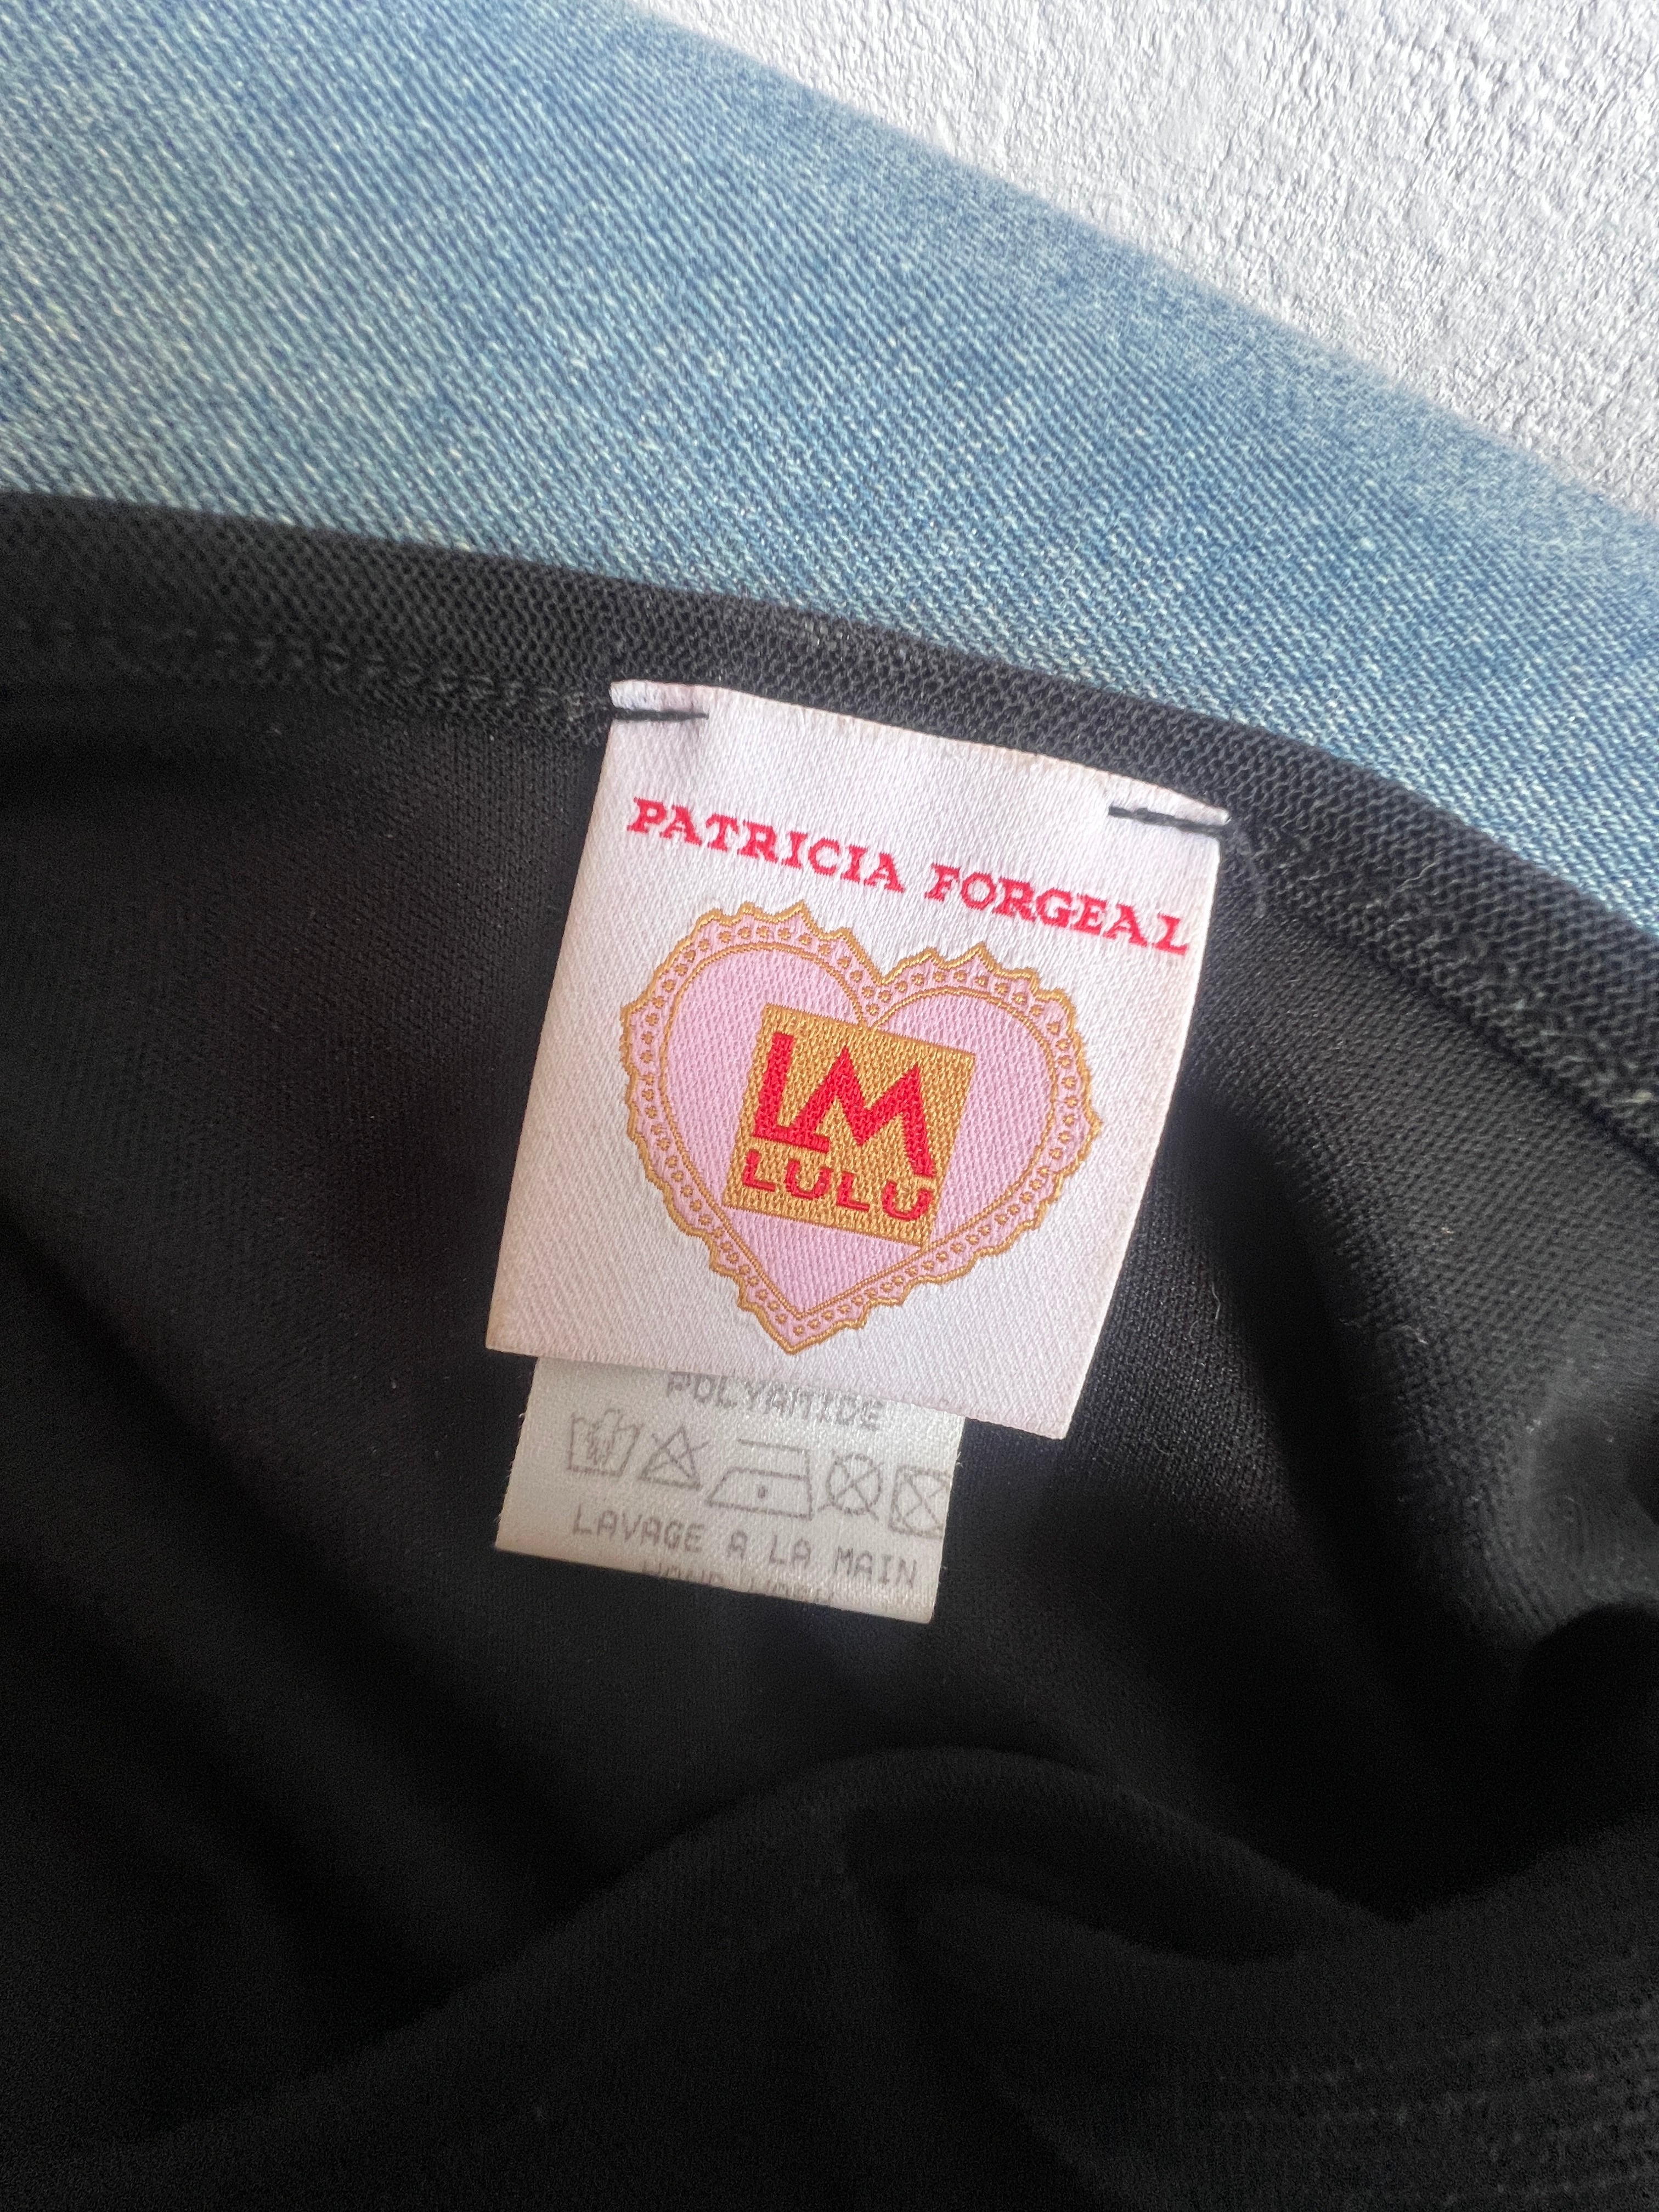 PATRICIA FORGEAL
LM
LULU
POLYAMIDE
LAVAGE A LA MAIN